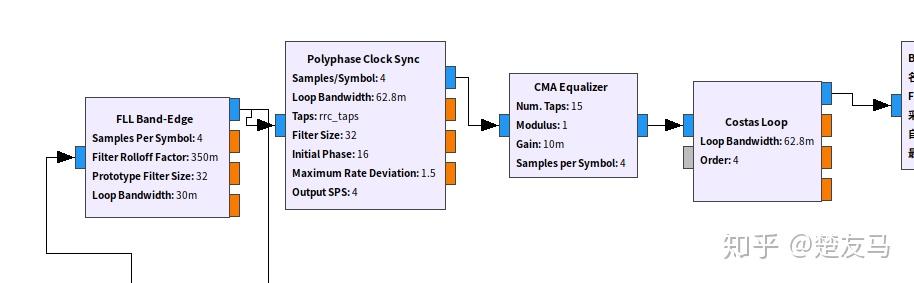 FLL Band-Edge
Samples Per Symbol: 4
Filter Rolloff Factor: 350m
Prototype Filter Size: 32
Loop Bandwidth: 30m
Polyphase Clock Sync
Samples/Symbol: 4
Loop Bandwidth: 62.8m
Taps: rrc_taps
Filter Size: 32
Initial Phase: 16
Maximum Rate Deviation: 1.5
Output SPS: 4
CMA Equalizer
Num. Taps: 15
Modulus: 1
Gain: 10m
Samples per Symbol: 4
Costas Loop
Loop Bandwidth: 62.8m
Order: 4
知乎 @楚友马